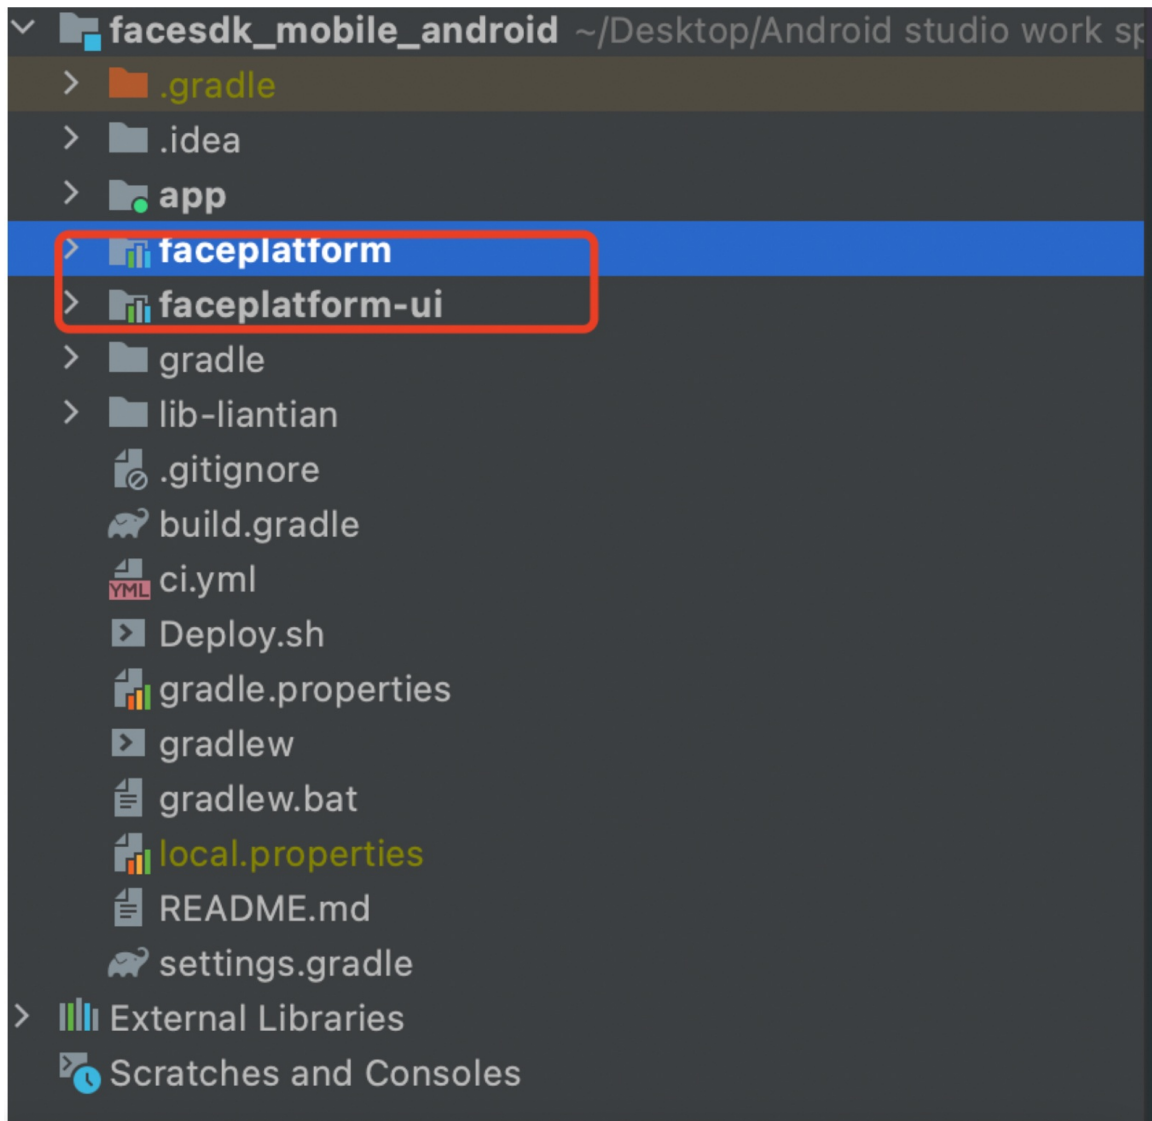 facesdk_mobile_android ~/Desktop/Android studio work sp
.gradle
.idea
app
faceplatform
faceplatform-ui
gradle
lib-liantian
.gitignore
build.gradle
YML ci.yml
Deploy.sh
gradle.properties
gradlew
gradlew.bat
local.properties
README.md
settings.gradle
External Libraries
Scratches and Consoles